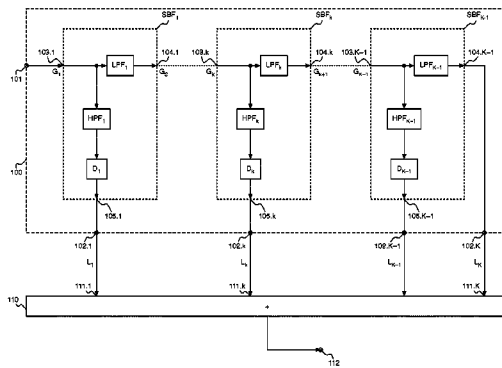 SBF1 SBFk SBFK-1
103.1 104.1 103.k 104.k 103.K-1 104.K-1
101
G1 LPF1 G2 Gk LPFk Gk+1 GK-1 LPFK-1
HPF1 HPFk HPFK-1
100
D1 Dk DK-1
105.1 105.k 105.K-1
102.1 102.k 102.K-1 102.K
L1 Lk LK-1 LK
111.1 111.k 111.K
110
+
112